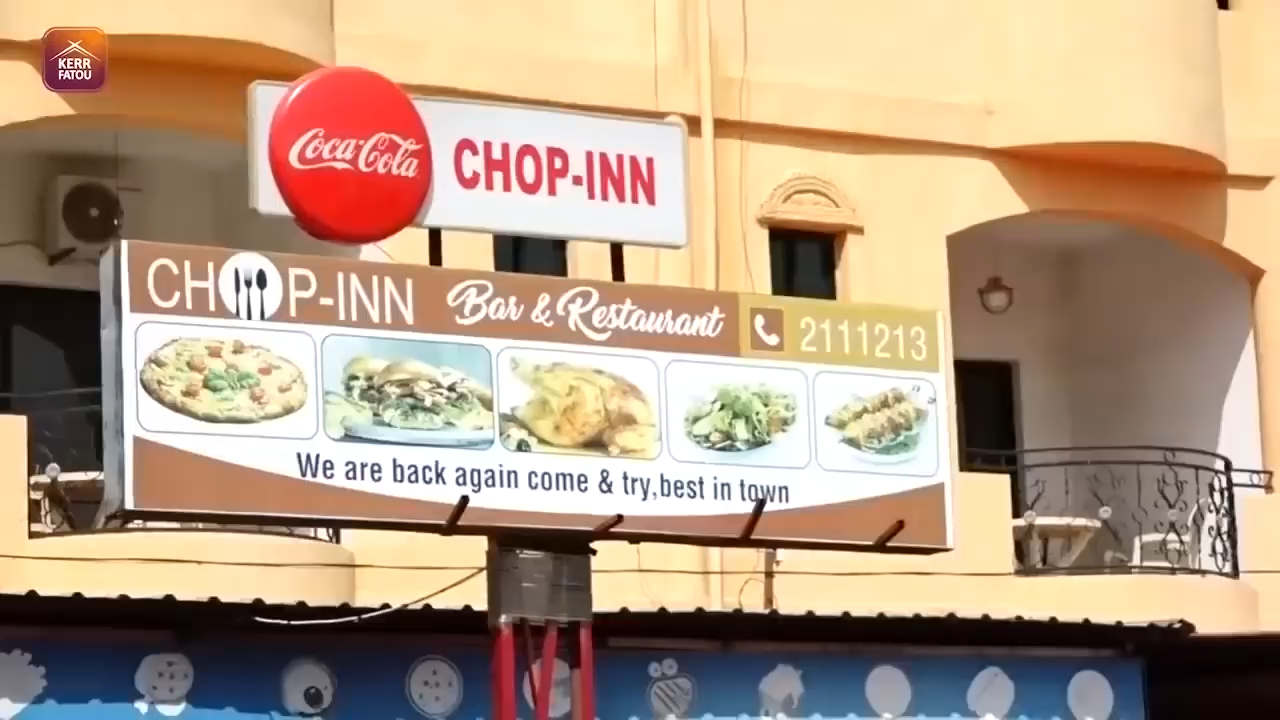 KERR
FATOU
Coca-Cola
CHOP-INN
CHOP-INN Bar & Restaurant 2111213
We are back again come & try,best in town